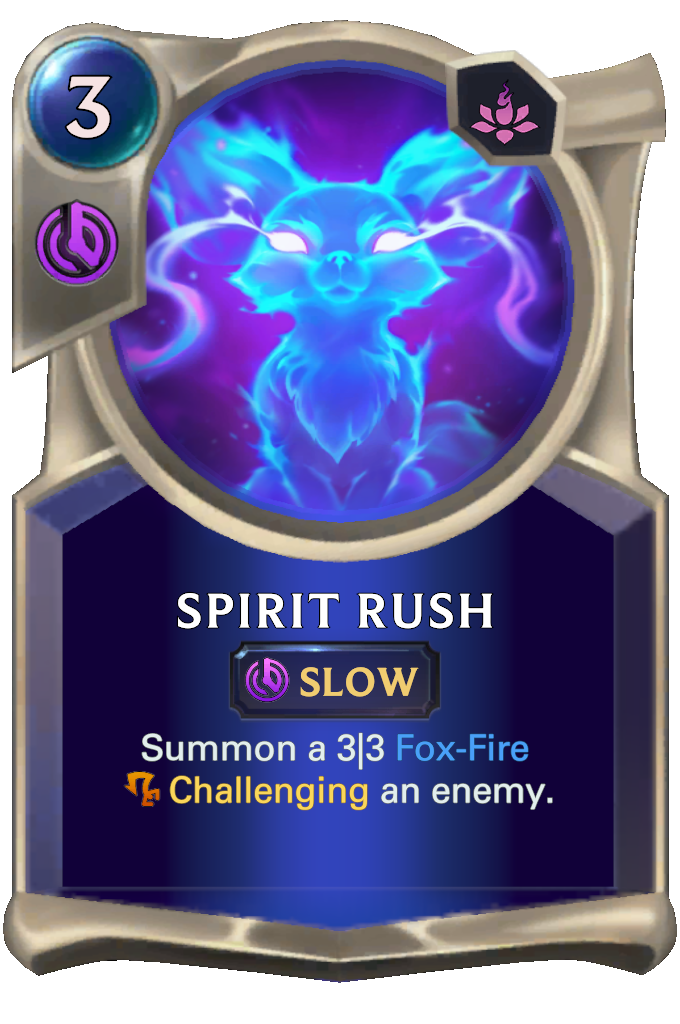 3
SPIRIT RUSH
SLOW
Summon a 3|3 Fox-Fire
Challenging an enemy.